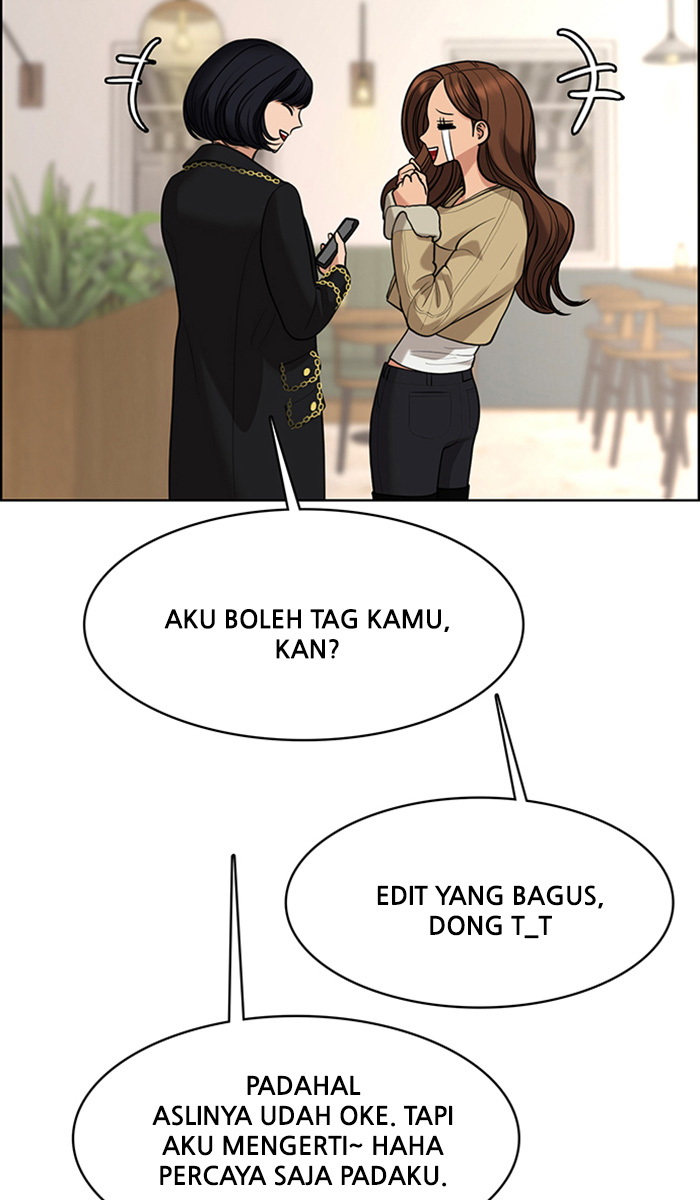 AKU BOLEH TAG KAMU,
KAN?
EDIT YANG BAGUS,
DONG T_T
PADAHAL
ASLINYA UDAH OKE. TAPI
AKU MENGERTI~ HAHA
PERCAYA SAJA PADAKU.